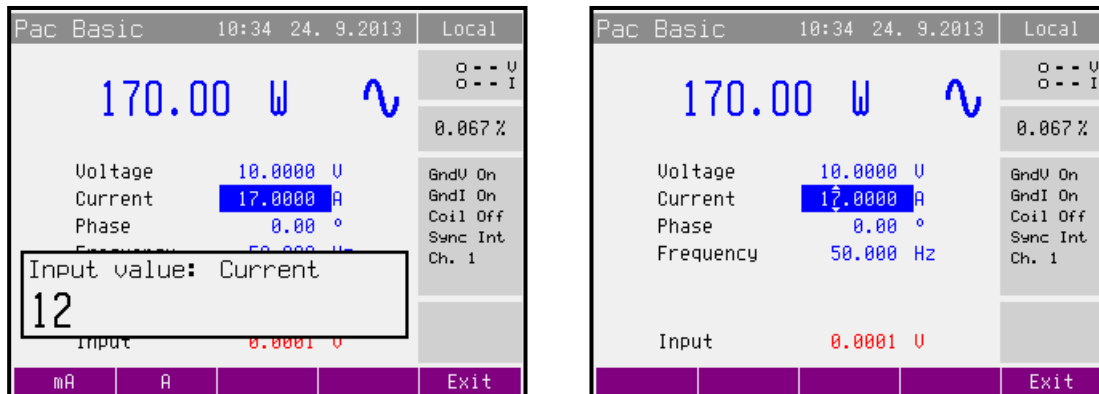 Pac Basic 10:34 24. 9.2013 Local
o-- V
o-- I
170.00 W
0.067 %
Voltage 10.0000 V
Current 17.0000 A
Phase 0.00 °
GndV On
GndI On
Coil Off
Sync Int
Ch. 1
Input value: Current
12
Input 0.0001 V
mA A Exit
Pac Basic 10:34 24. 9.2013 Local
o-- V
o-- I
170.00 W
0.067 %
Voltage 10.0000 V
Current 17.0000 A
Phase 0.00 °
Frequency 50.000 Hz
GndV On
GndI On
Coil Off
Sync Int
Ch. 1
Input 0.0001 V
Exit